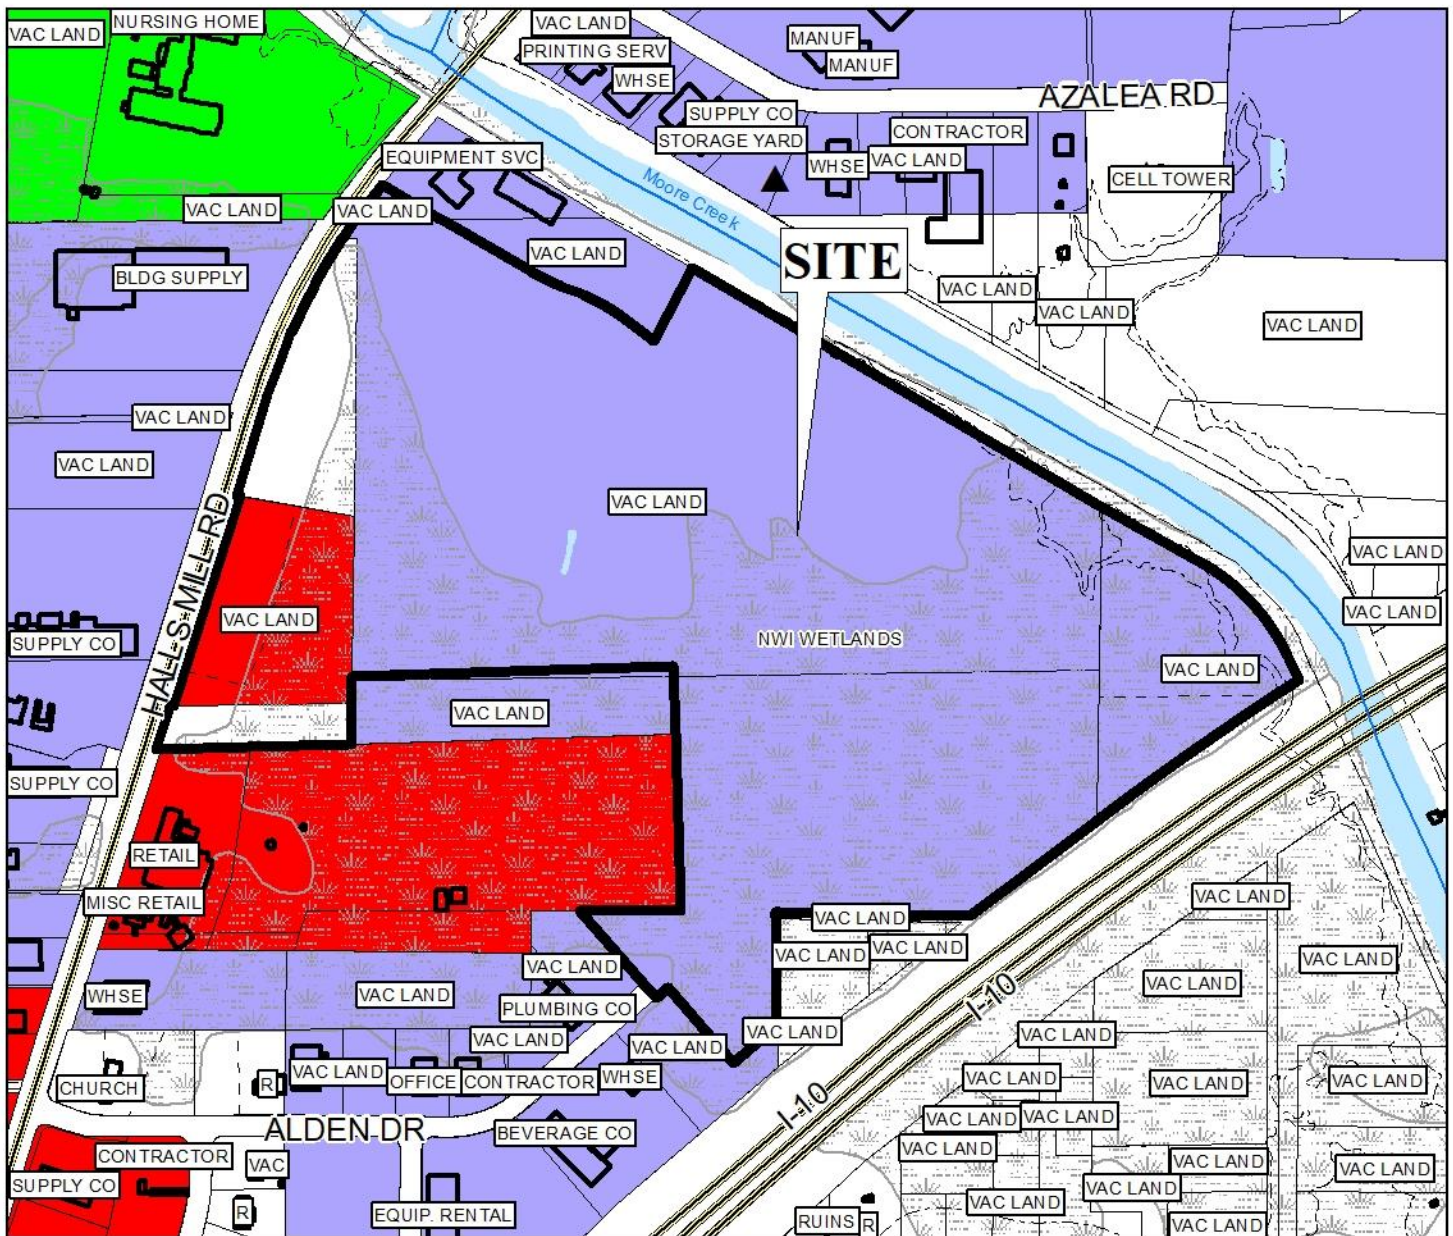 NURSING HOME
VAC LAND
VAC LAND
PRINTING SERV
WHSE
MANUF
MANUF
AZALEA RD
SUPPLY CO
STORAGE YARD
CONTRACTOR
EQUIPMENT SVC
WHSE
VAC LAND
CELL TOWER
Moore Creek
VAC LAND
VAC LAND
VAC LAND
SITE
BLDG SUPPLY
VAC LAND
VAC LAND
VAC LAND
VAC LAND
VAC LAND
VAC LAND
HALLS MILL RD
VAC LAND
VAC LAND
VAC LAND
SUPPLY CO
NWI WETLANDS
VAC LAND
VAC LAND
SUPPLY CO
RETAIL
MISC RETAIL
VAC LAND
VAC LAND
VAC LAND
VAC LAND
VAC LAND
VAC LAND
VAC LAND
WHSE
VAC LAND
PLUMBING CO
I-10
VAC LAND
VAC LAND
VAC LAND
VAC LAND
CHURCH
R
VAC LAND
OFFICE
CONTRACTOR
WHSE
VAC LAND
VAC LAND
VAC LAND
I-10
VAC LAND
VAC LAND
ALDEN DR
BEVERAGE CO
VAC LAND
CONTRACTOR
VAC
VAC LAND
VAC LAND
SUPPLY CO
VAC LAND
VAC LAND
R
EQUIP. RENTAL
RUINS
R
VAC LAND